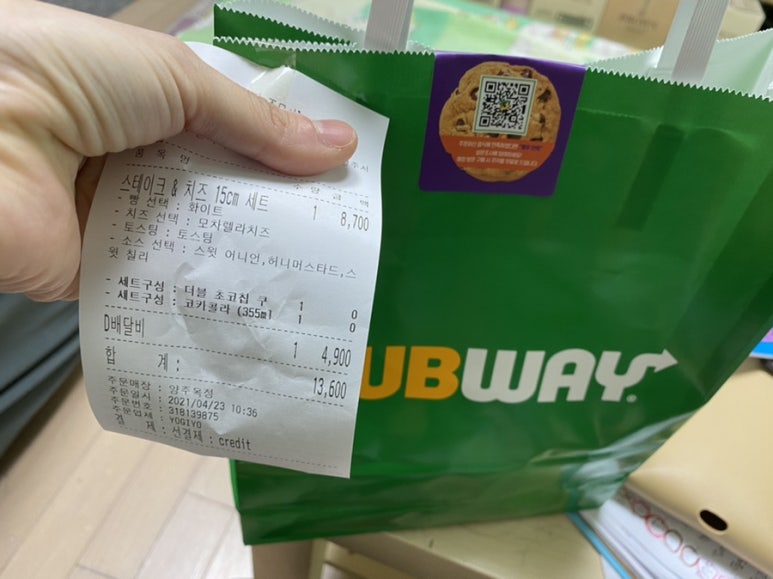 품 목 명
금 액
스테이크 & 치즈 15cm 세트 1 8,700
- 빵 선택 : 화이트
- 치즈 선택 : 모차렐라치즈
- 토스팅 : 토스팅
- 소스 선택 : 스윗 어니언,허니머스타드,스
윗 칠리
- 세트구성 : 더블 초코칩 쿠 1 0
- 세트구성 : 코카콜라 (355ml 1 0
D배달비 1 4,900
합 계 : 13,600
주문매장 : 양주옥정
주문일시 : 2021/04/23 10:36
주문번호 : 318139875
주문업체 : YOGIYO
결 제 : 선결제 : credit
UBWAY